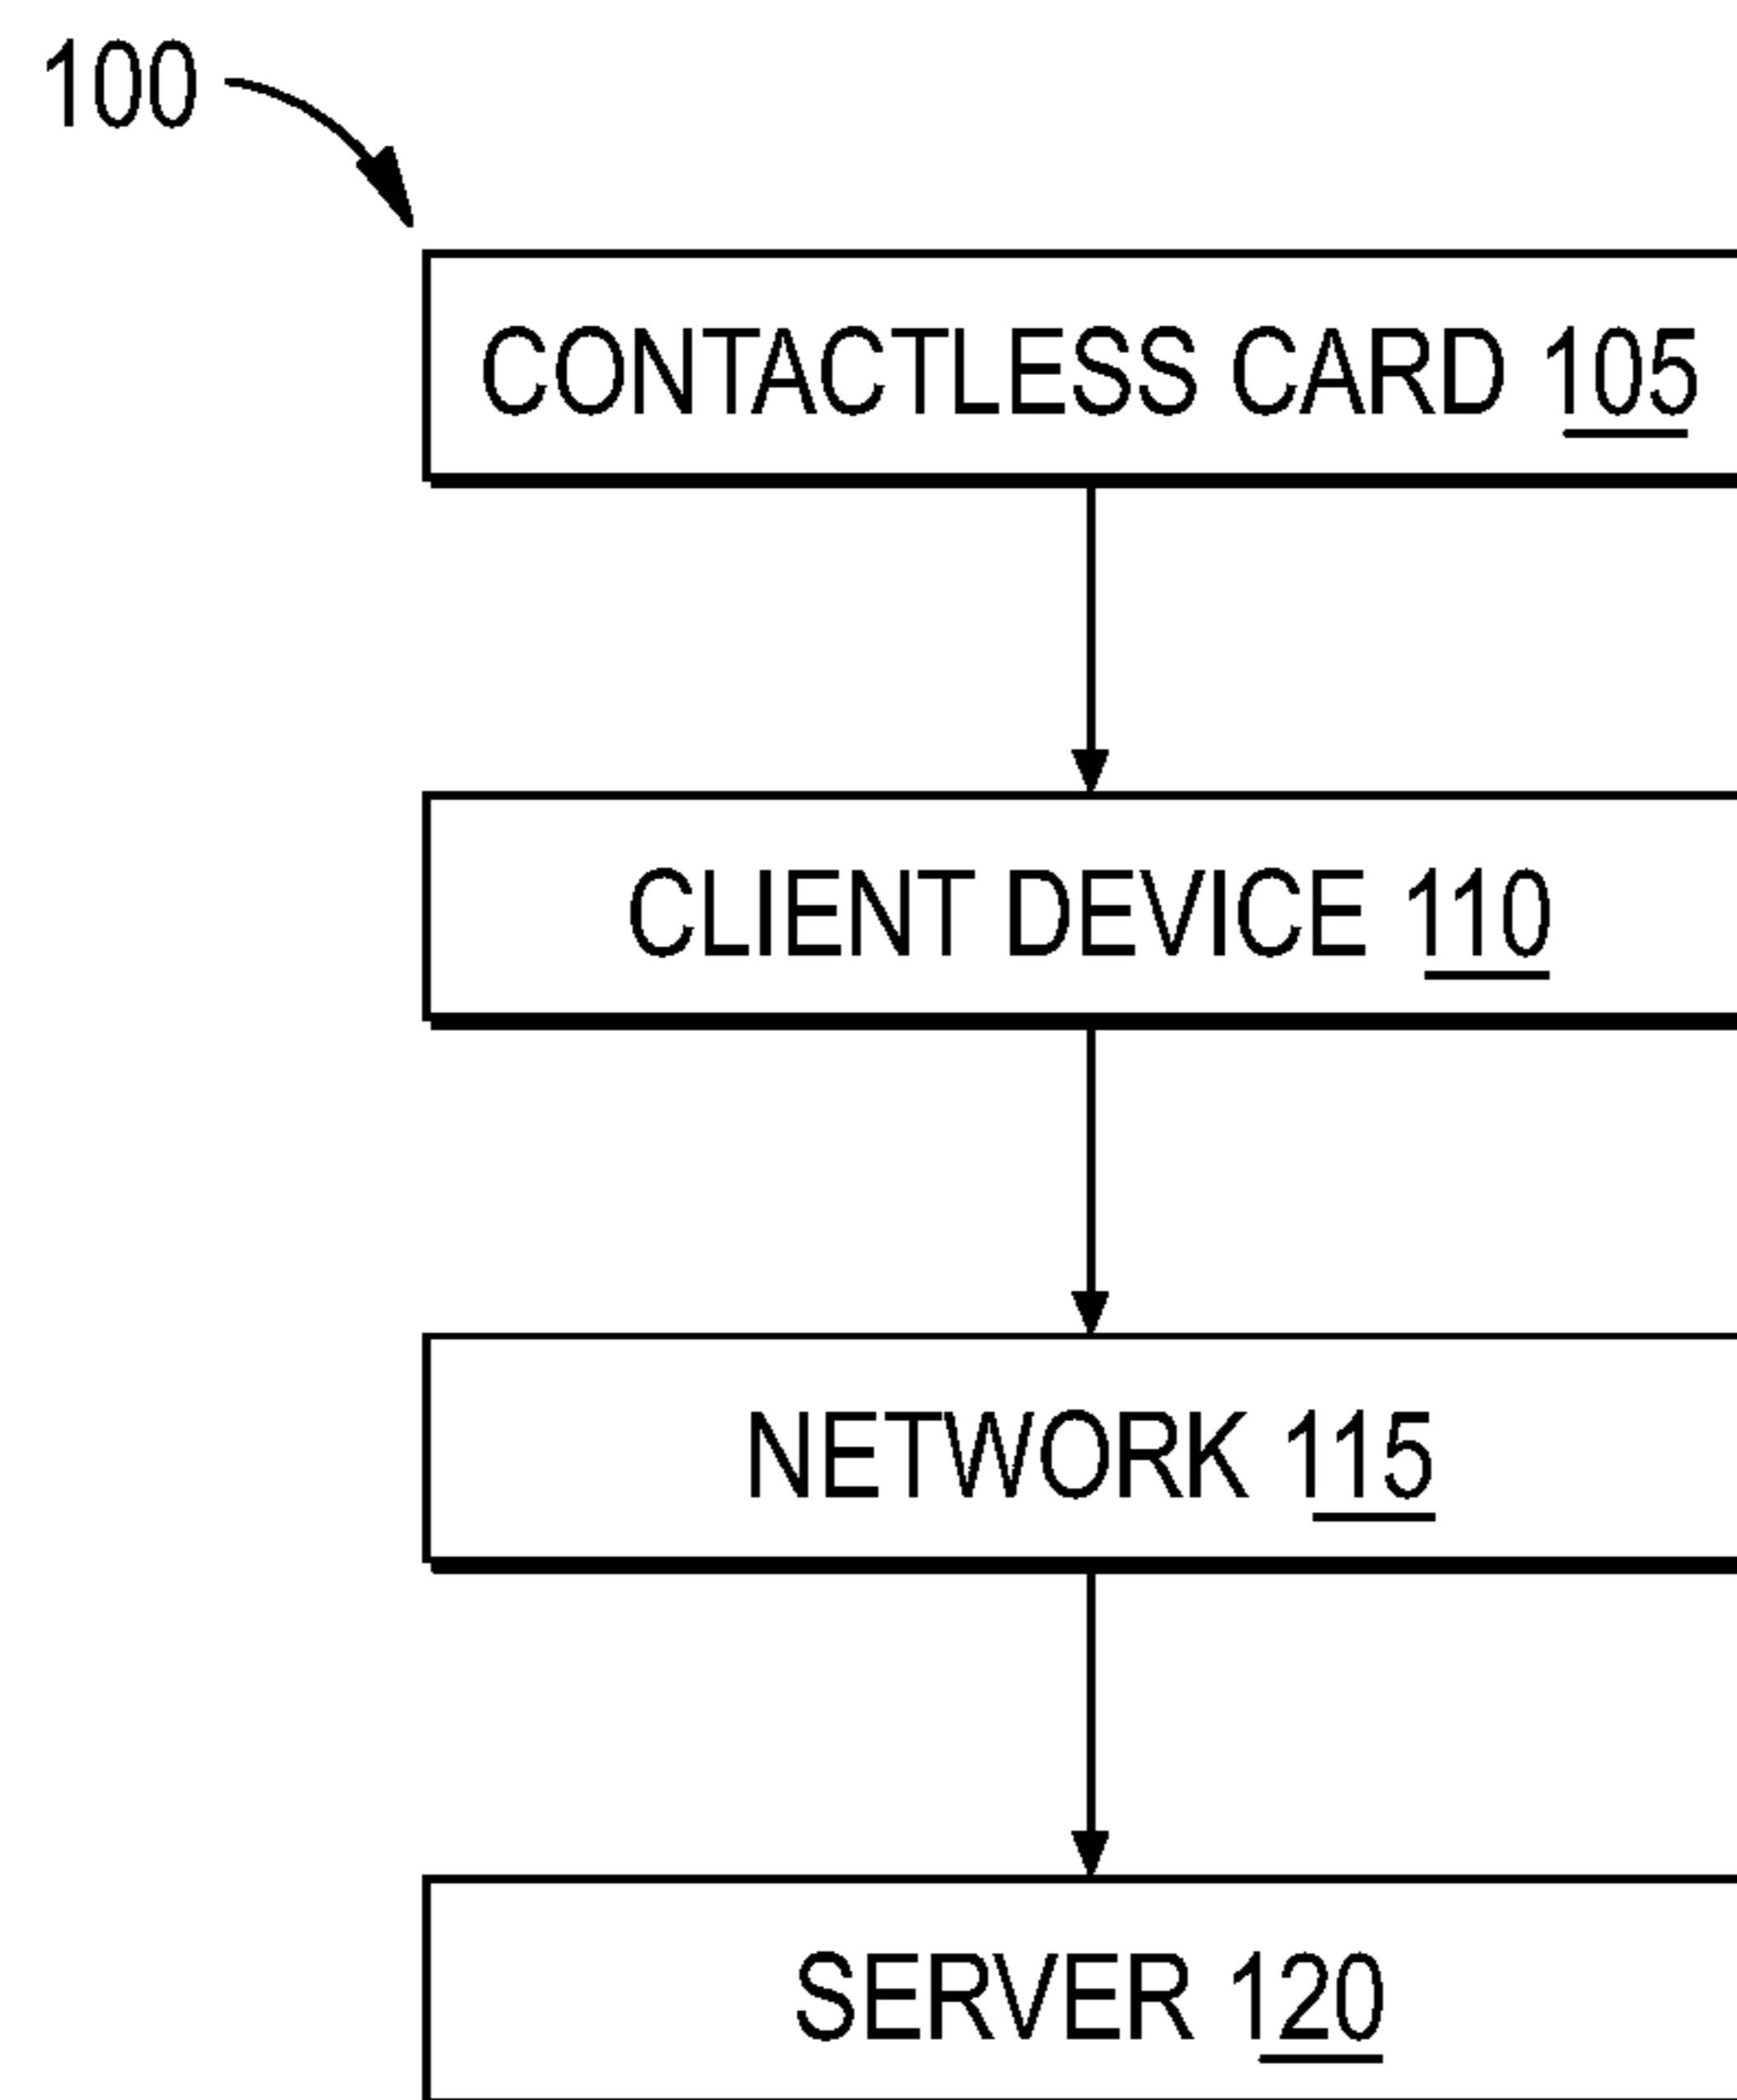 100
CONTACTLESS CARD 105
CLIENT DEVICE 110
NETWORK 115
SERVER 120